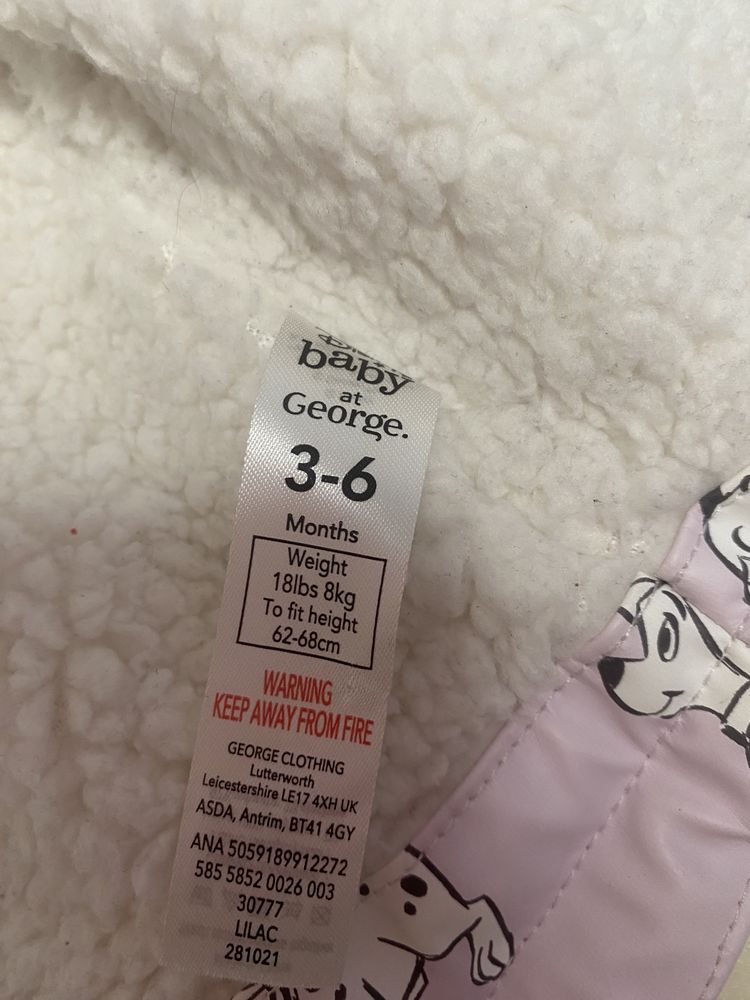 baby
at
George.
3-6
Months
Weight
18lbs 8kg
To fit height
62-68cm
WARNING
KEEP AWAY FROM FIRE
GEORGE CLOTHING
Lutterworth
Leicestershire LE17 4XH UK
ASDA, Antrim, BT41 4GY
ANA 5059189912272
585 5852 0026 003
30777
LILAC
281021